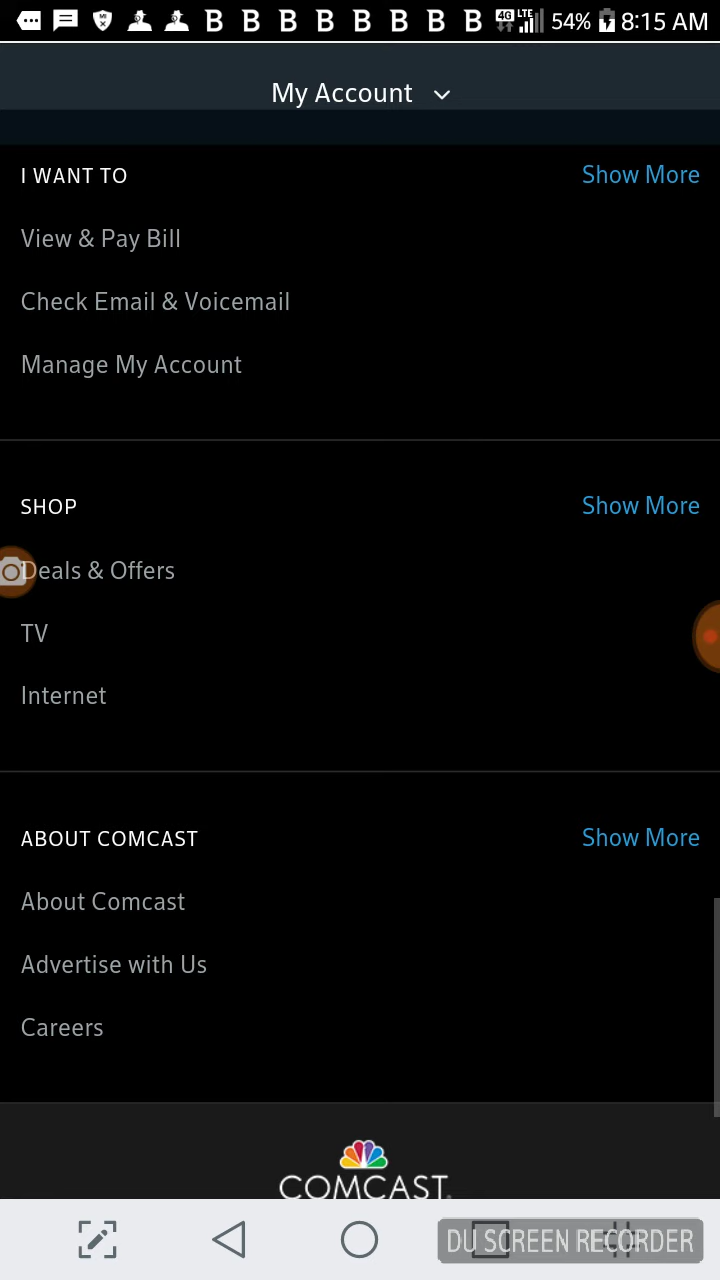 B B B B B B B B 4G LTE 54% 8:15 AM
My Account
I WANT TO Show More
View & Pay Bill
Check Email & Voicemail
Manage My Account
SHOP Show More
Deals & Offers
TV
Internet
ABOUT COMCAST Show More
About Comcast
Advertise with Us
Careers
COMCAST.
DU SCREEN RECORDER